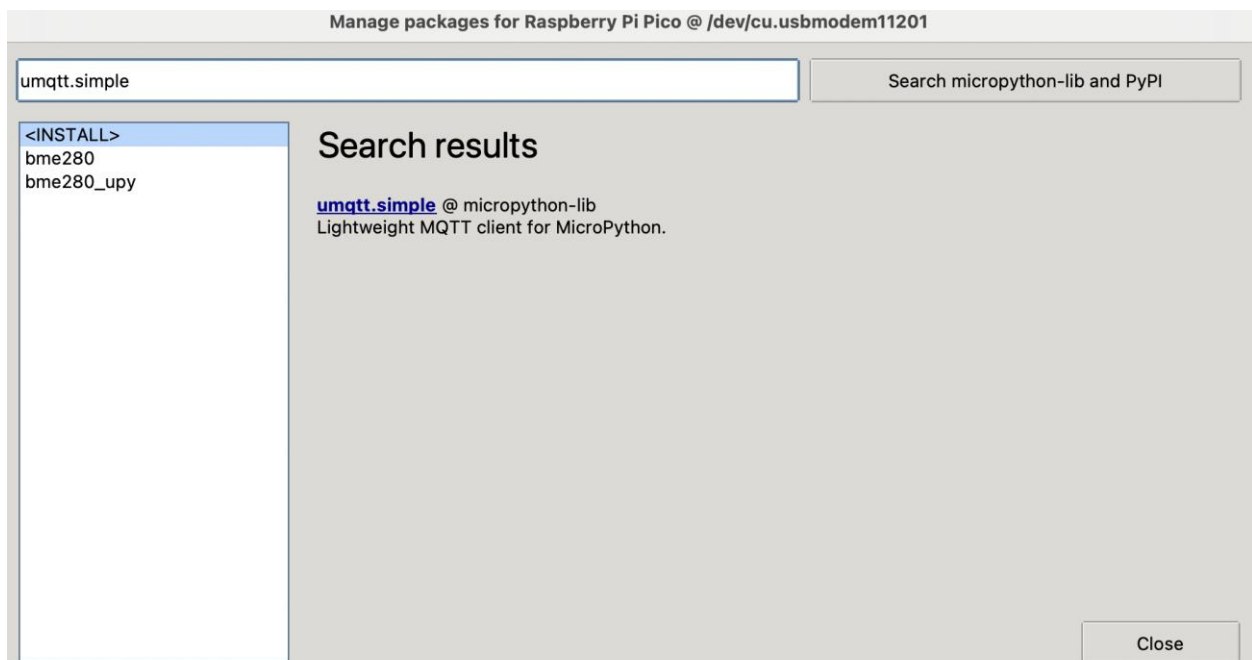 Manage packages for Raspberry Pi Pico @ /dev/cu.usbmodem11201
umqtt.simple
Search micropython-lib and PyPI
<INSTALL>
bme280
bme280_upy
Search results
umqtt.simple @ micropython-lib
Lightweight MQTT client for MicroPython.
Close